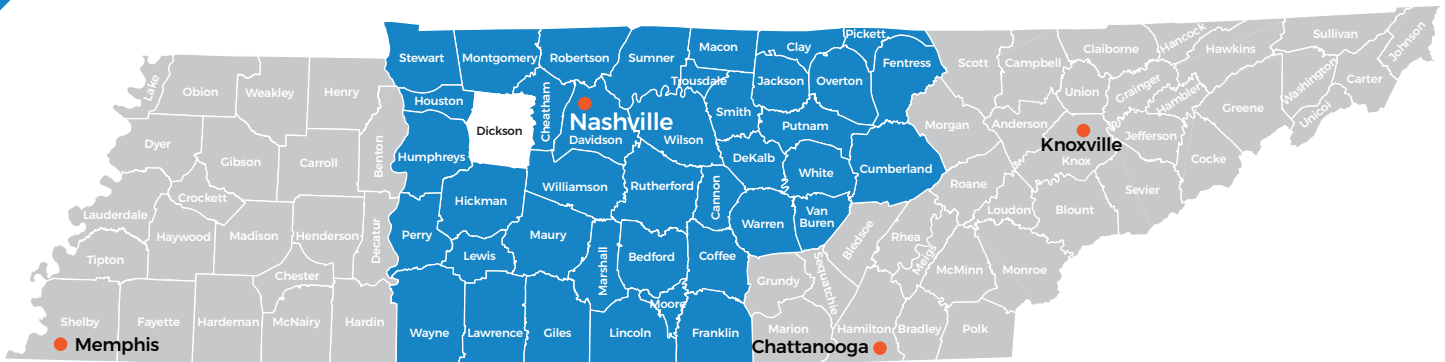 Stewart
Montgomery
Robertson
Sumner
Macon
Clay
Pickett
Fentress
Scott
Campbell
Claiborne
Hancock
Hawkins
Sullivan
Johnson
Lake
Obion
Weakley
Henry
Houston
Dickson
Cheatham
Nashville
Davidson
Trousdale
Wilson
Smith
Jackson
Overton
Putnam
Morgan
Anderson
Union
Grainger
Hamblen
Greene
Washington
Unicoi
Carter
Dyer
Gibson
Carroll
Benton
Humphreys
Hickman
Williamson
Rutherford
Cannon
DeKalb
White
Cumberland
Roane
Knoxville
Knox
Jefferson
Cocke
Sevier
Blount
Loudon
Lauderdale
Crockett
Haywood
Madison
Henderson
Decatur
Perry
Lewis
Maury
Marshall
Bedford
Coffee
Warren
Van
Buren
Bledsoe
Rhea
Meigs
McMinn
Monroe
Tipton
Chester
Grundy
Sequatchie
Shelby
Fayette
Hardeman
McNairy
Hardin
Wayne
Lawrence
Giles
Lincoln
Moore
Franklin
Marion
Hamilton
Bradley
Polk
Memphis
Chattanooga